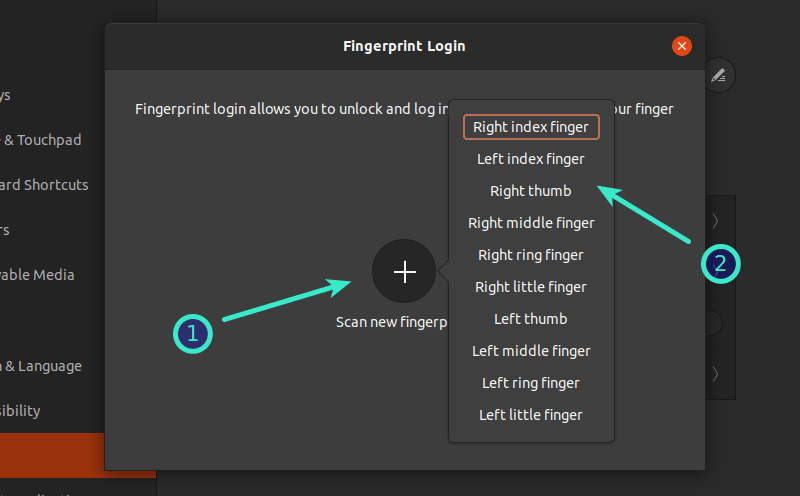 Fingerprint Login
ys
Fingerprint login allows you to unlock and log in
our finger
& Touchpad
ard Shortcuts
rs
able Media
& Language
ibility
Right index finger
Left index finger
Right thumb
Right middle finger
Right ring finger
Right little finger
Left thumb
Left middle finger
Left ring finger
Left little finger
Scan new fingerp
1
2